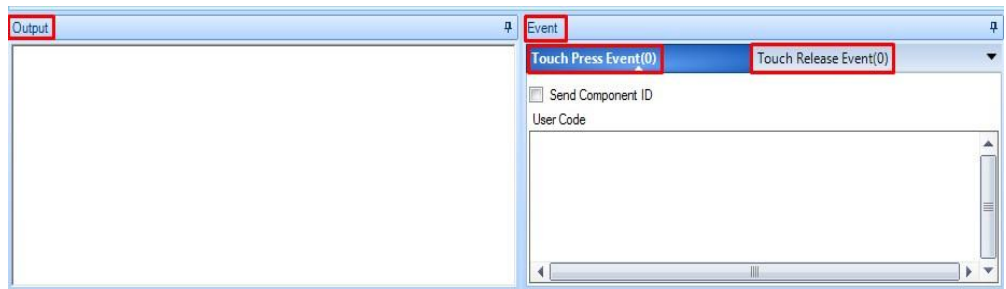 Output
Event
Touch Press Event(0) Touch Release Event(0)
Send Component ID
User Code